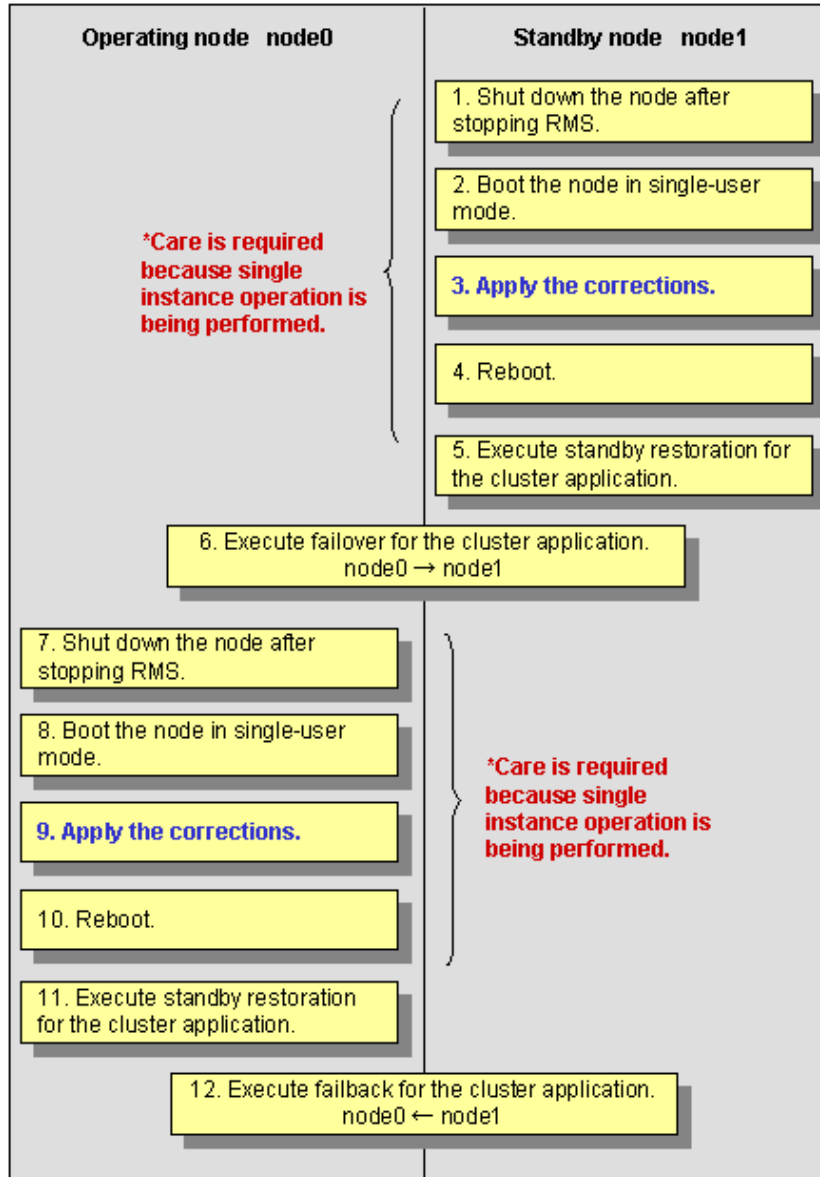 Operating node node0
Standby node node1
1. Shut down the node after
stopping RMS.
2. Boot the node in single-user
mode.
*Care is required
because single
instance operation is
being performed.
3. Apply the corrections.
4. Reboot.
5. Execute standby restoration for
the cluster application.
6. Execute failover for the cluster application.
node0 → node1
7. Shut down the node after
stopping RMS.
8. Boot the node in single-user
mode.
*Care is required
because single
instance operation is
being performed.
9. Apply the corrections.
10. Reboot.
11. Execute standby restoration
for the cluster application.
12. Execute failback for the cluster application.
node0 ← node1